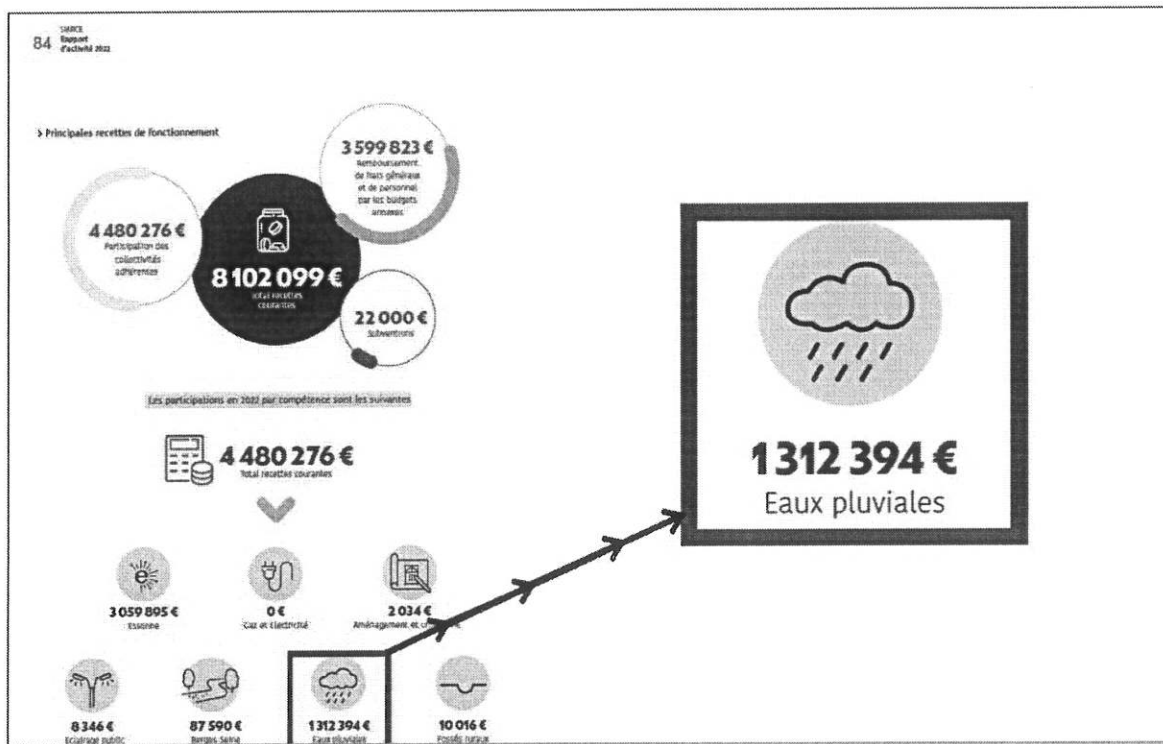 84
SIARCE
Rapport
d'activité 2022
> Principales recettes de fonctionnement
3 599 823 €
Remboursement
de frais généraux
et de personnel
par les budgets
annexes
4 480 276 €
Participation des
collectivités
adhérentes
8 102 099 €
Total recettes
courantes
22 000 €
Subventions
Les participations en 2022 par compétence sont les suivantes
4 480 276 €
Total recettes courantes
3 059 895 €
Essonne
0 €
Gaz et Electricité
2 034 €
Aménagement et
8 346 €
Eclairage public
87 590 €
Berges Seine
1 312 394 €
Eaux pluviales
10 016 €
Fossés ruraux
1 312 394 €
Eaux pluviales